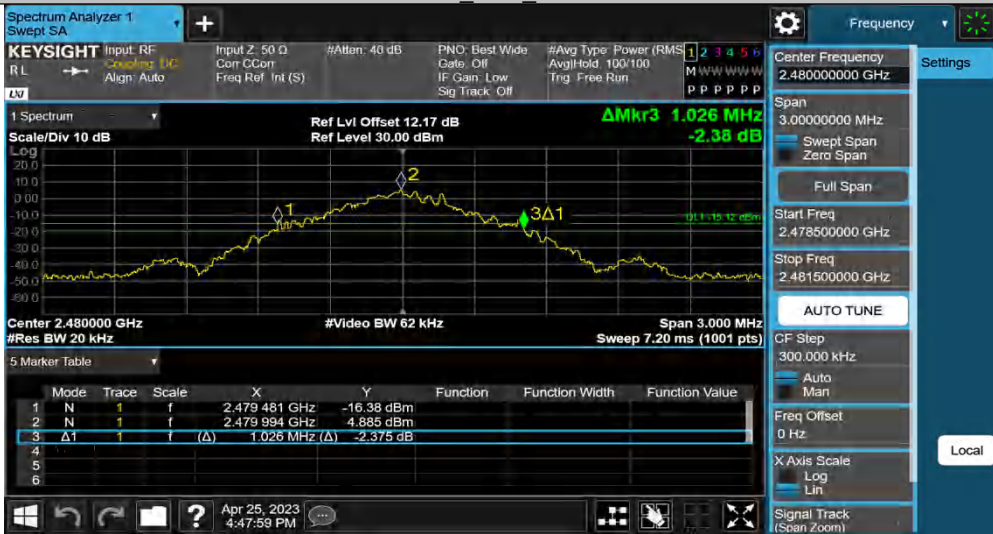 Spectrum Analyzer 1
Swept SA
Frequency
KEYSIGHT
RL
LXI
Input: RF
Coupling: DC
Align: Auto
Input Z: 50 Ω
Corr CCorr
Freq Ref: Int (S)
#Atten: 40 dB
PNO: Best Wide
Gate: Off
IF Gain: Low
Sig Track: Off
#Avg Type: Power (RMS
Avg|Hold: 100/100
Trig: Free Run
1 2 3 4 5 6
M W W W W W
P P P P P P
1 Spectrum
Scale/Div 10 dB
Ref Lvl Offset 12.17 dB
Ref Level 30.00 dBm
ΔMkr3 1.026 MHz
-2.38 dB
Log
20.0
10.0
0.00
-10.0
-20.0
-30.0
-40.0
-50.0
-60.0
1
2
3Δ1
DL1 -15.12 dBm
Center 2.480000 GHz
#Res BW 20 kHz
#Video BW 62 kHz
Span 3.000 MHz
Sweep 7.20 ms (1001 pts)
5 Marker Table
Mode Trace Scale X Y Function Function Width Function Value
1 N 1 f 2.479 481 GHz -16.38 dBm
2 N 1 f 2.479 994 GHz 4.885 dBm
3 Δ1 1 f (Δ) 1.026 MHz (Δ) -2.375 dB
4
5
6
Apr 25, 2023
4:47:59 PM
Center Frequency
2.480000000 GHz
Span
3.00000000 MHz
Swept Span
Zero Span
Full Span
Start Freq
2.478500000 GHz
Stop Freq
2.481500000 GHz
AUTO TUNE
CF Step
300.000 kHz
Auto
Man
Freq Offset
0 Hz
X Axis Scale
Log
Lin
Signal Track
(Span Zoom)
Settings
Local